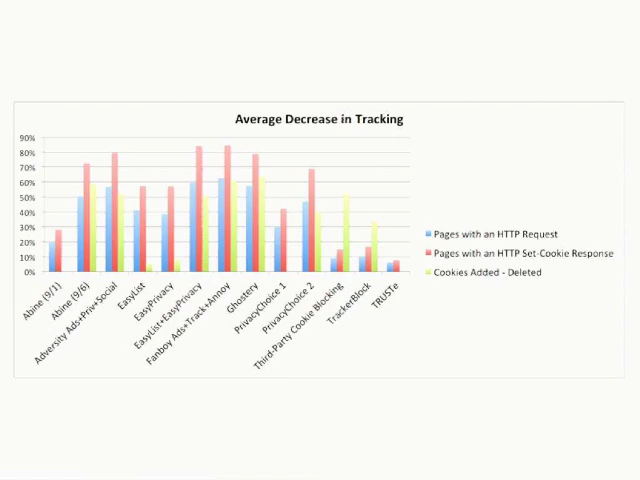 Average Decrease in Tracking
90%
80%
70%
60%
50%
40%
30%
20%
10%
0%
Abine (9/1)
Abine (9/6)
Adversity Ads+Priv+Social
EasyList
EasyPrivacy
EasyList+EasyPrivacy
Fanboy Ads+Track+Annoy
Ghostery
PrivacyChoice 1
PrivacyChoice 2
Third-Party Cookie Blocking
TrackerBlock
TRUSTe
Pages with an HTTP Request
Pages with an HTTP Set-Cookie Response
Cookies Added - Deleted